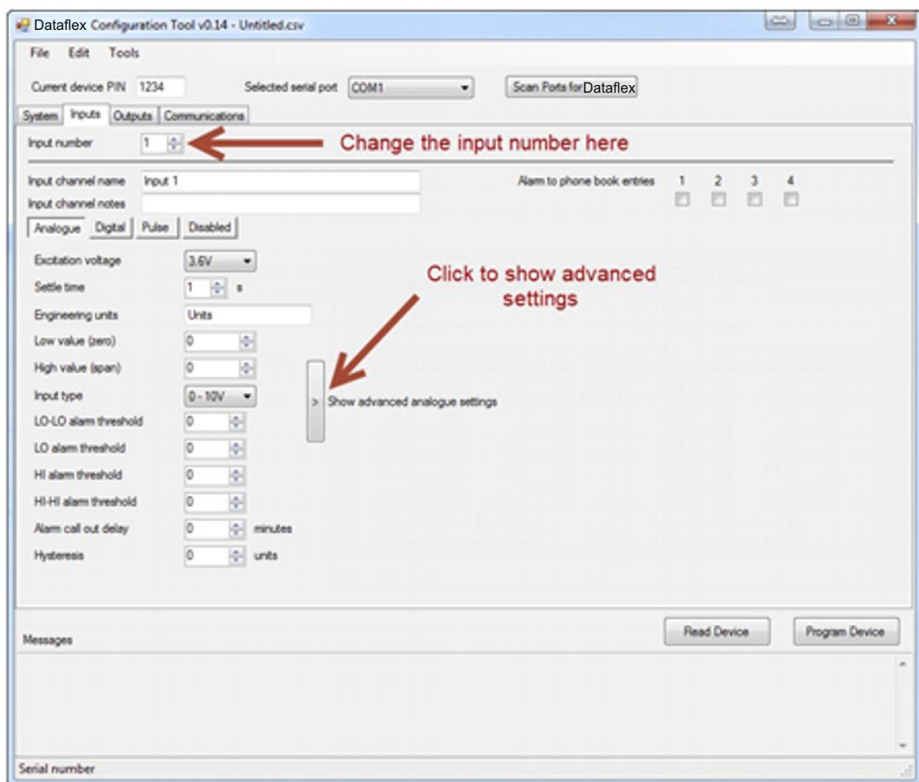 Dataflex Configuration Tool v0.14 - Untitled.csv
File Edit Tools
Current device PIN 1234 Selected serial port COM1 Scan Ports for Dataflex
System Inputs Outputs Communications
Input number 1 Change the input number here
Input channel name Input 1 Alarm to phone book entries 1 2 3 4
Input channel notes
Analogue Digital Pulse Disabled
Excitation voltage 3.6V
Click to show advanced
settings
Settle time 1 s
Engineering units Units
Low value (zero) 0
High value (span) 0
Input type 0 - 10V
> Show advanced analogue settings
LO-LO alarm threshold 0
LO alarm threshold 0
HI alarm threshold 0
HI-HI alarm threshold 0
Alarm call out delay 0 minutes
Hysteresis 0 units
Read Device Program Device
Messages
Serial number